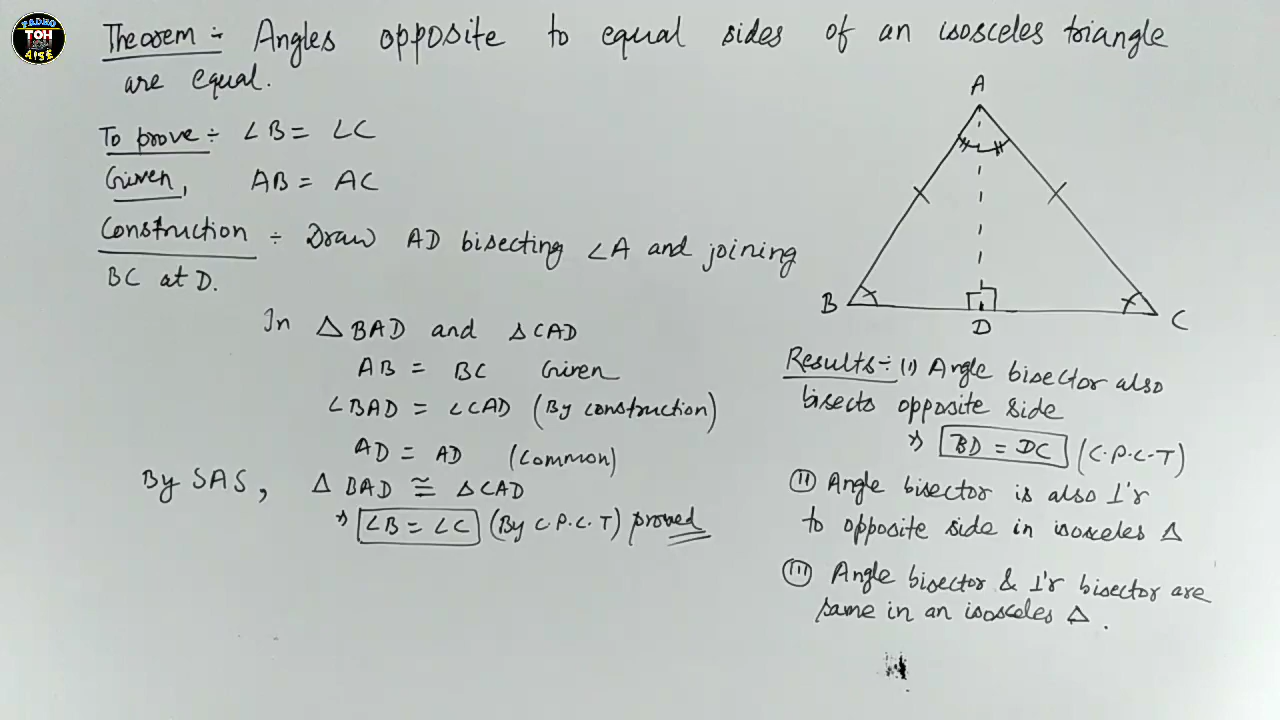 PADHO
TOH
AISE
Theorem ÷ Angles opposite to equal sides of an isosceles triangle
are equal.
To prove ÷ ∠B = ∠C
Given, AB = AC
Construction ÷ Draw AD bisecting ∠A and joining
BC at D.
In △BAD and △CAD
AB = BC Given
∠BAD = ∠CAD (By construction)
AD = AD (Common)
By SAS, △BAD ≅ △CAD
⇒ ∠B = ∠C (By C.P.C.T) proved
A
B
D
C
Results ÷ (i) Angle bisector also
bisects opposite side
⇒ BD = DC (C.P.C.T)
(ii) Angle bisector is also ⊥'r
to opposite side in isosceles △
(iii) Angle bisector & ⊥'r bisector are
same in an isosceles △.